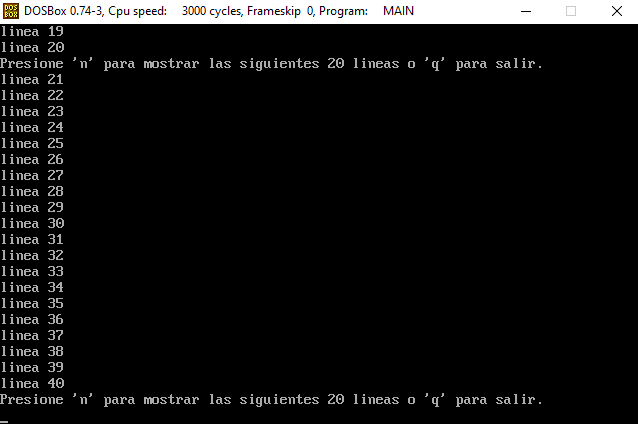 DOSBox 0.74-3, Cpu speed: 3000 cycles, Frameskip 0, Program: MAIN
linea 19
linea 20
Presione 'n' para mostrar las siguientes 20 lineas o 'q' para salir.
linea 21
linea 22
linea 23
linea 24
linea 25
linea 26
linea 27
linea 28
linea 29
linea 30
linea 31
linea 32
linea 33
linea 34
linea 35
linea 36
linea 37
linea 38
linea 39
linea 40
Presione 'n' para mostrar las siguientes 20 lineas o 'q' para salir.